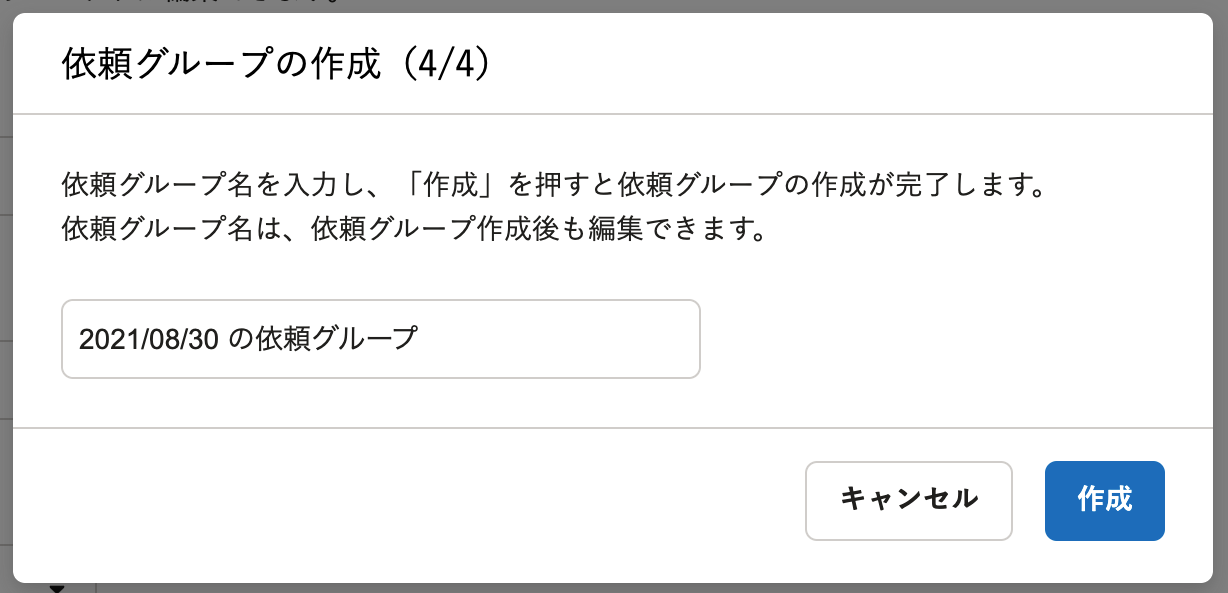 依頼グループの作成（4/4）
依頼グループ名を入力し、「作成」を押すと依頼グループの作成が完了します。
依頼グループ名は、依頼グループ作成後も編集できます。
2021/08/30 の依頼グループ
キャンセル
作成